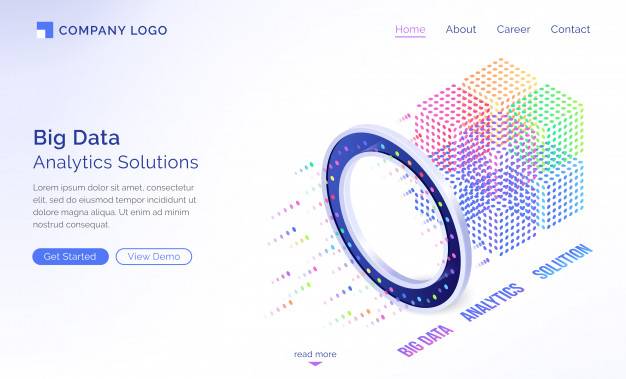 COMPANY LOGO
Home About Career Contact
Big Data
Analytics Solutions
Lorem ipsum dolor sit amet, consectetur
elit, sed do eiusmod tempor incididunt ut
dolore magna aliqua. Ut enim ad minim
nostrud consequat.
Get Started View Demo
BIG DATA ANALYTICS SOLUTION
read more